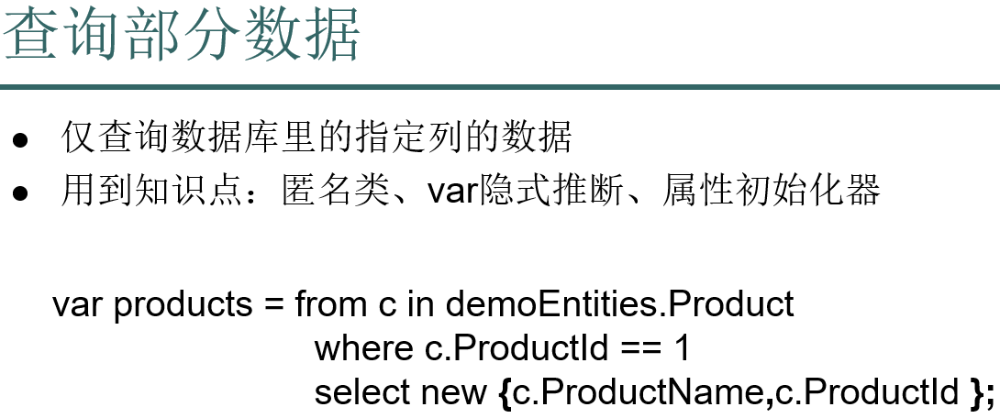 查询部分数据
● 仅查询数据库里的指定列的数据
● 用到知识点：匿名类、var隐式推断、属性初始化器
var products = from c in demoEntities.Product
where c.ProductId == 1
select new {c.ProductName,c.ProductId };